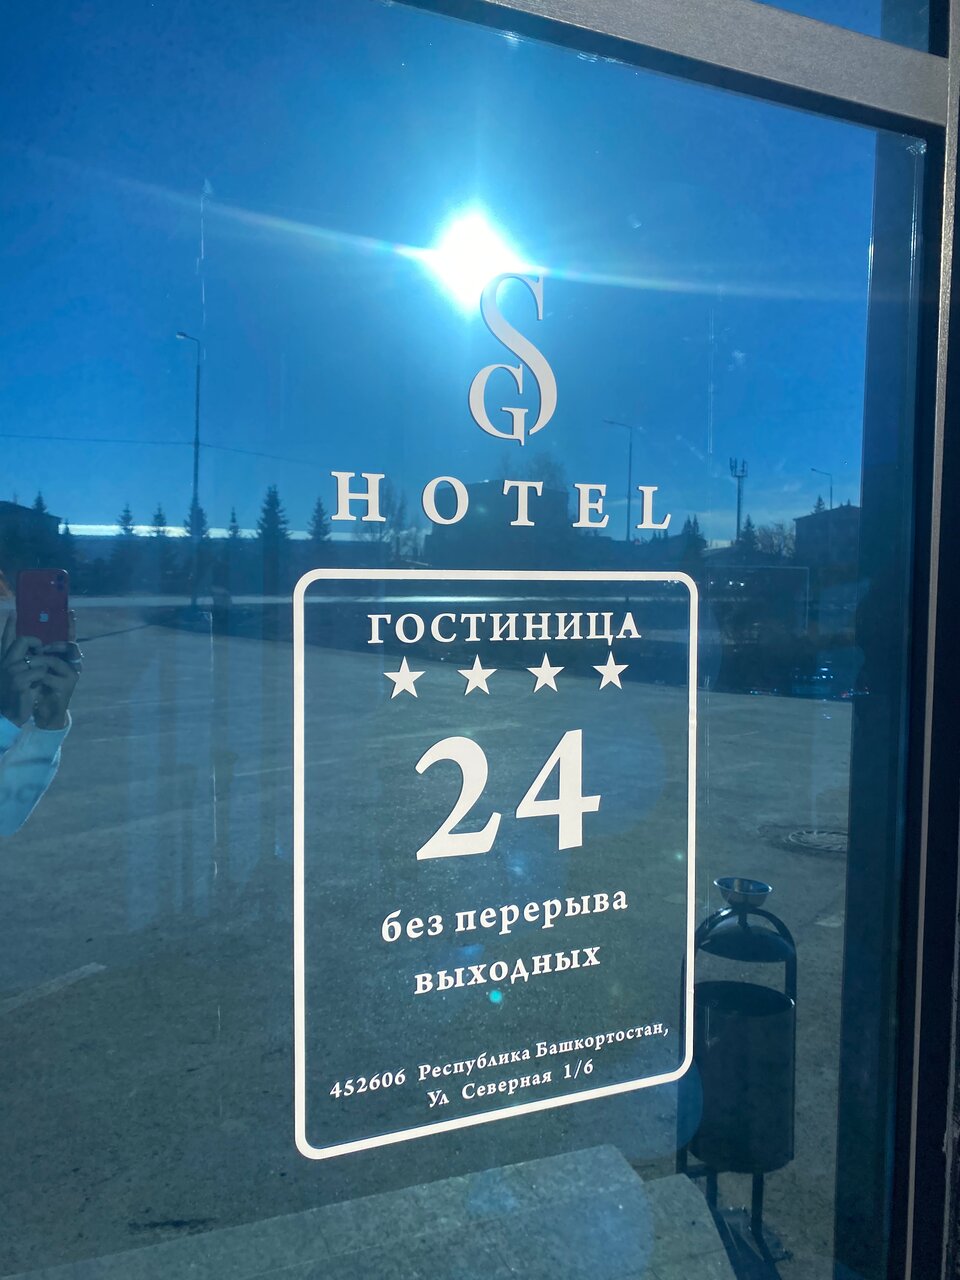 SG
HOTEL
ГОСТИНИЦА
24
без перерыва
выходных
452606 Республика Башкортостан,
Ул Северная 1/6